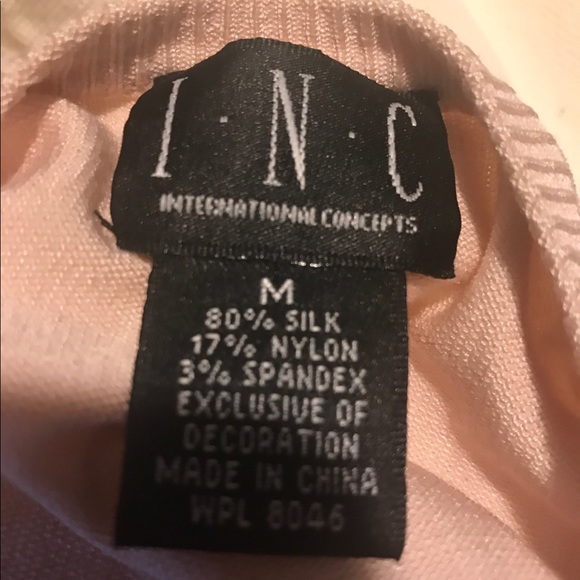 I·N·C
INTERNATIONAL CONCEPTS
M
80% SILK
17% NYLON
3% SPANDEX
EXCLUSIVE OF
DECORATION
MADE IN CHINA
WPL 8046